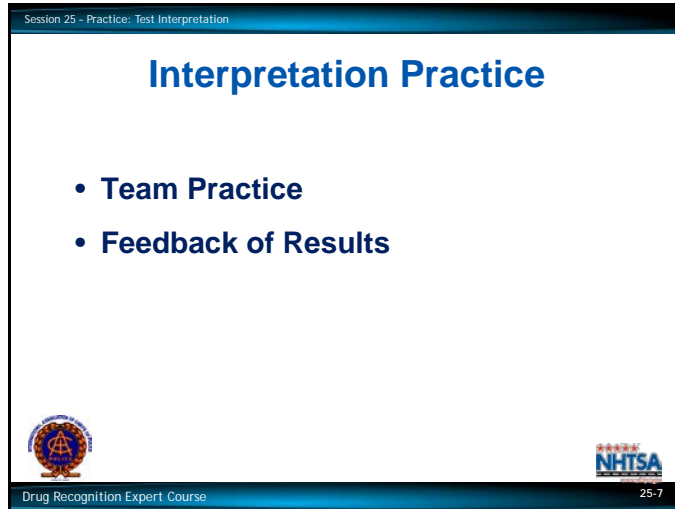 Session 25 - Practice: Test Interpretation
Interpretation Practice
• Team Practice
• Feedback of Results
NHTSA
Drug Recognition Expert Course
25-7